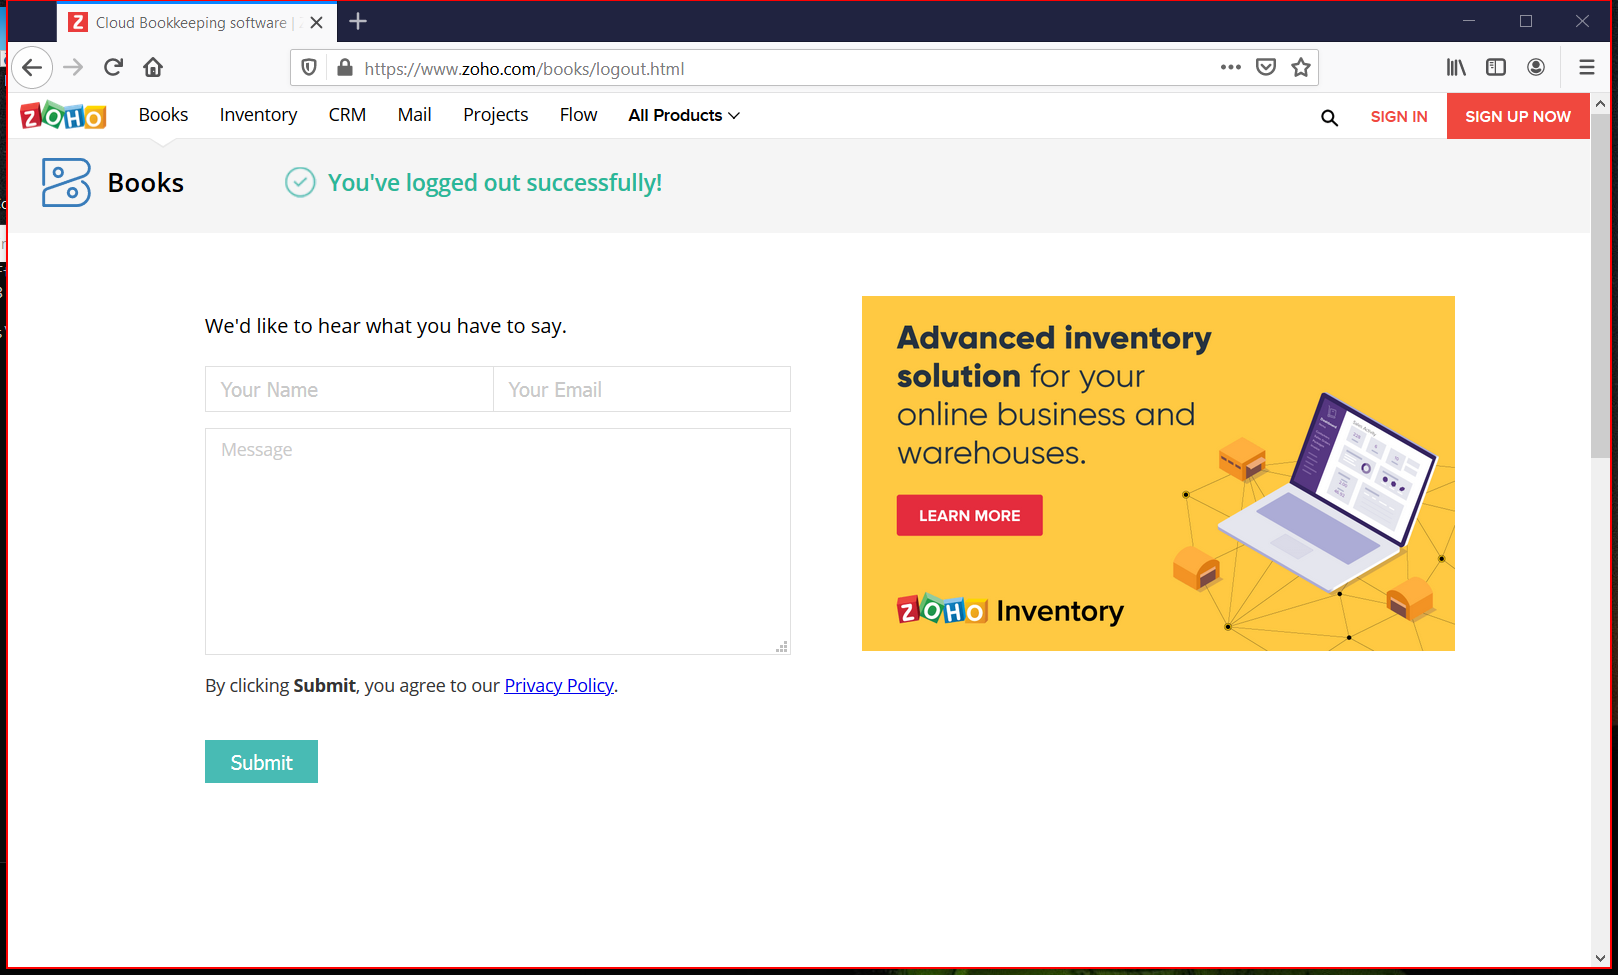 Cloud Bookkeeping software |
https://www.zoho.com/books/logout.html
ZOHO
Books
Inventory
CRM
Mail
Projects
Flow
All Products
SIGN IN
SIGN UP NOW
Books
You've logged out successfully!
We'd like to hear what you have to say.
Your Name
Your Email
Message
By clicking Submit, you agree to our Privacy Policy.
Submit
Advanced inventory
solution for your
online business and
warehouses.
LEARN MORE
ZOHO Inventory